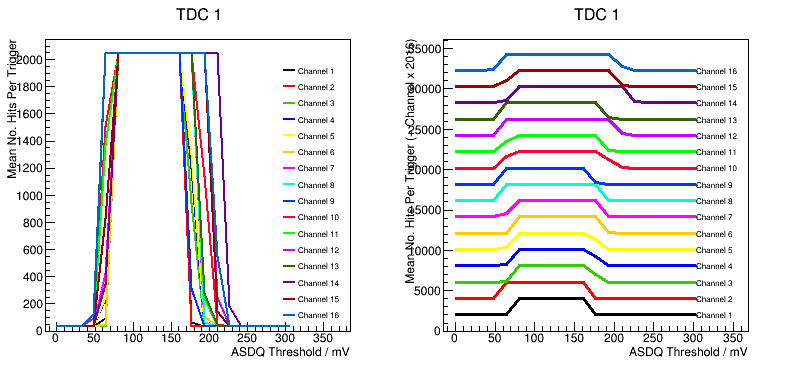 TDC 1
Mean No. Hits Per Trigger
2000
1800
1600
1400
1200
1000
800
600
400
200
0
0 50 100 150 200 250 300 350
ASDQ Threshold / mV
Channel 1
Channel 2
Channel 3
Channel 4
Channel 5
Channel 6
Channel 7
Channel 8
Channel 9
Channel 10
Channel 11
Channel 12
Channel 13
Channel 14
Channel 15
Channel 16
TDC 1
Mean No. Hits Per Trigger (+ Channel x
35000
30000
25000
20000
15000
10000
5000
0
0 50 100 150 200 250 300 350
ASDQ Threshold / mV
Channel 16
Channel 15
Channel 14
Channel 13
Channel 12
Channel 11
Channel 10
Channel 9
Channel 8
Channel 7
Channel 6
Channel 5
Channel 4
Channel 3
Channel 2
Channel 1